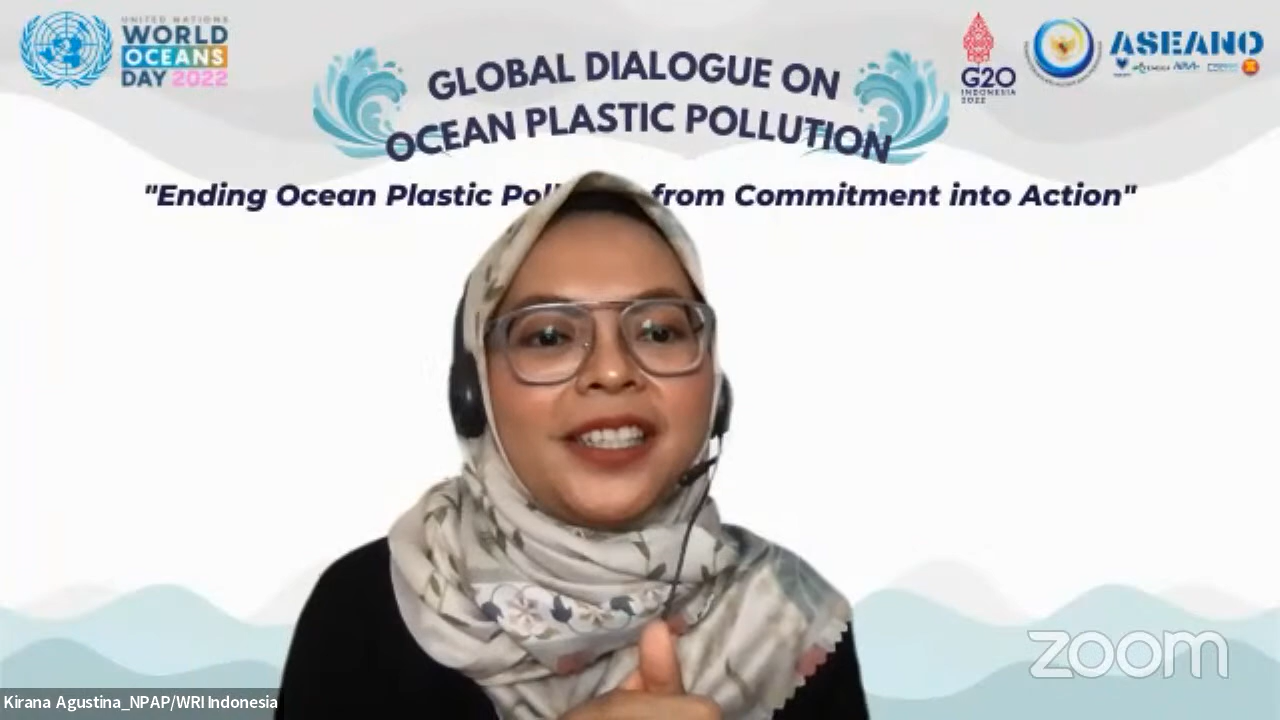 UNITED NATIONS
WORLD
OCEANS
DAY 2022
GLOBAL DIALOGUE ON
OCEAN PLASTIC POLLUTION
"Ending Ocean Plastic Pol from Commitment into Action"
G20
INDONESIA
2022
ASEANO
zoom
Kirana Agustina_NPAP/WRI Indonesia